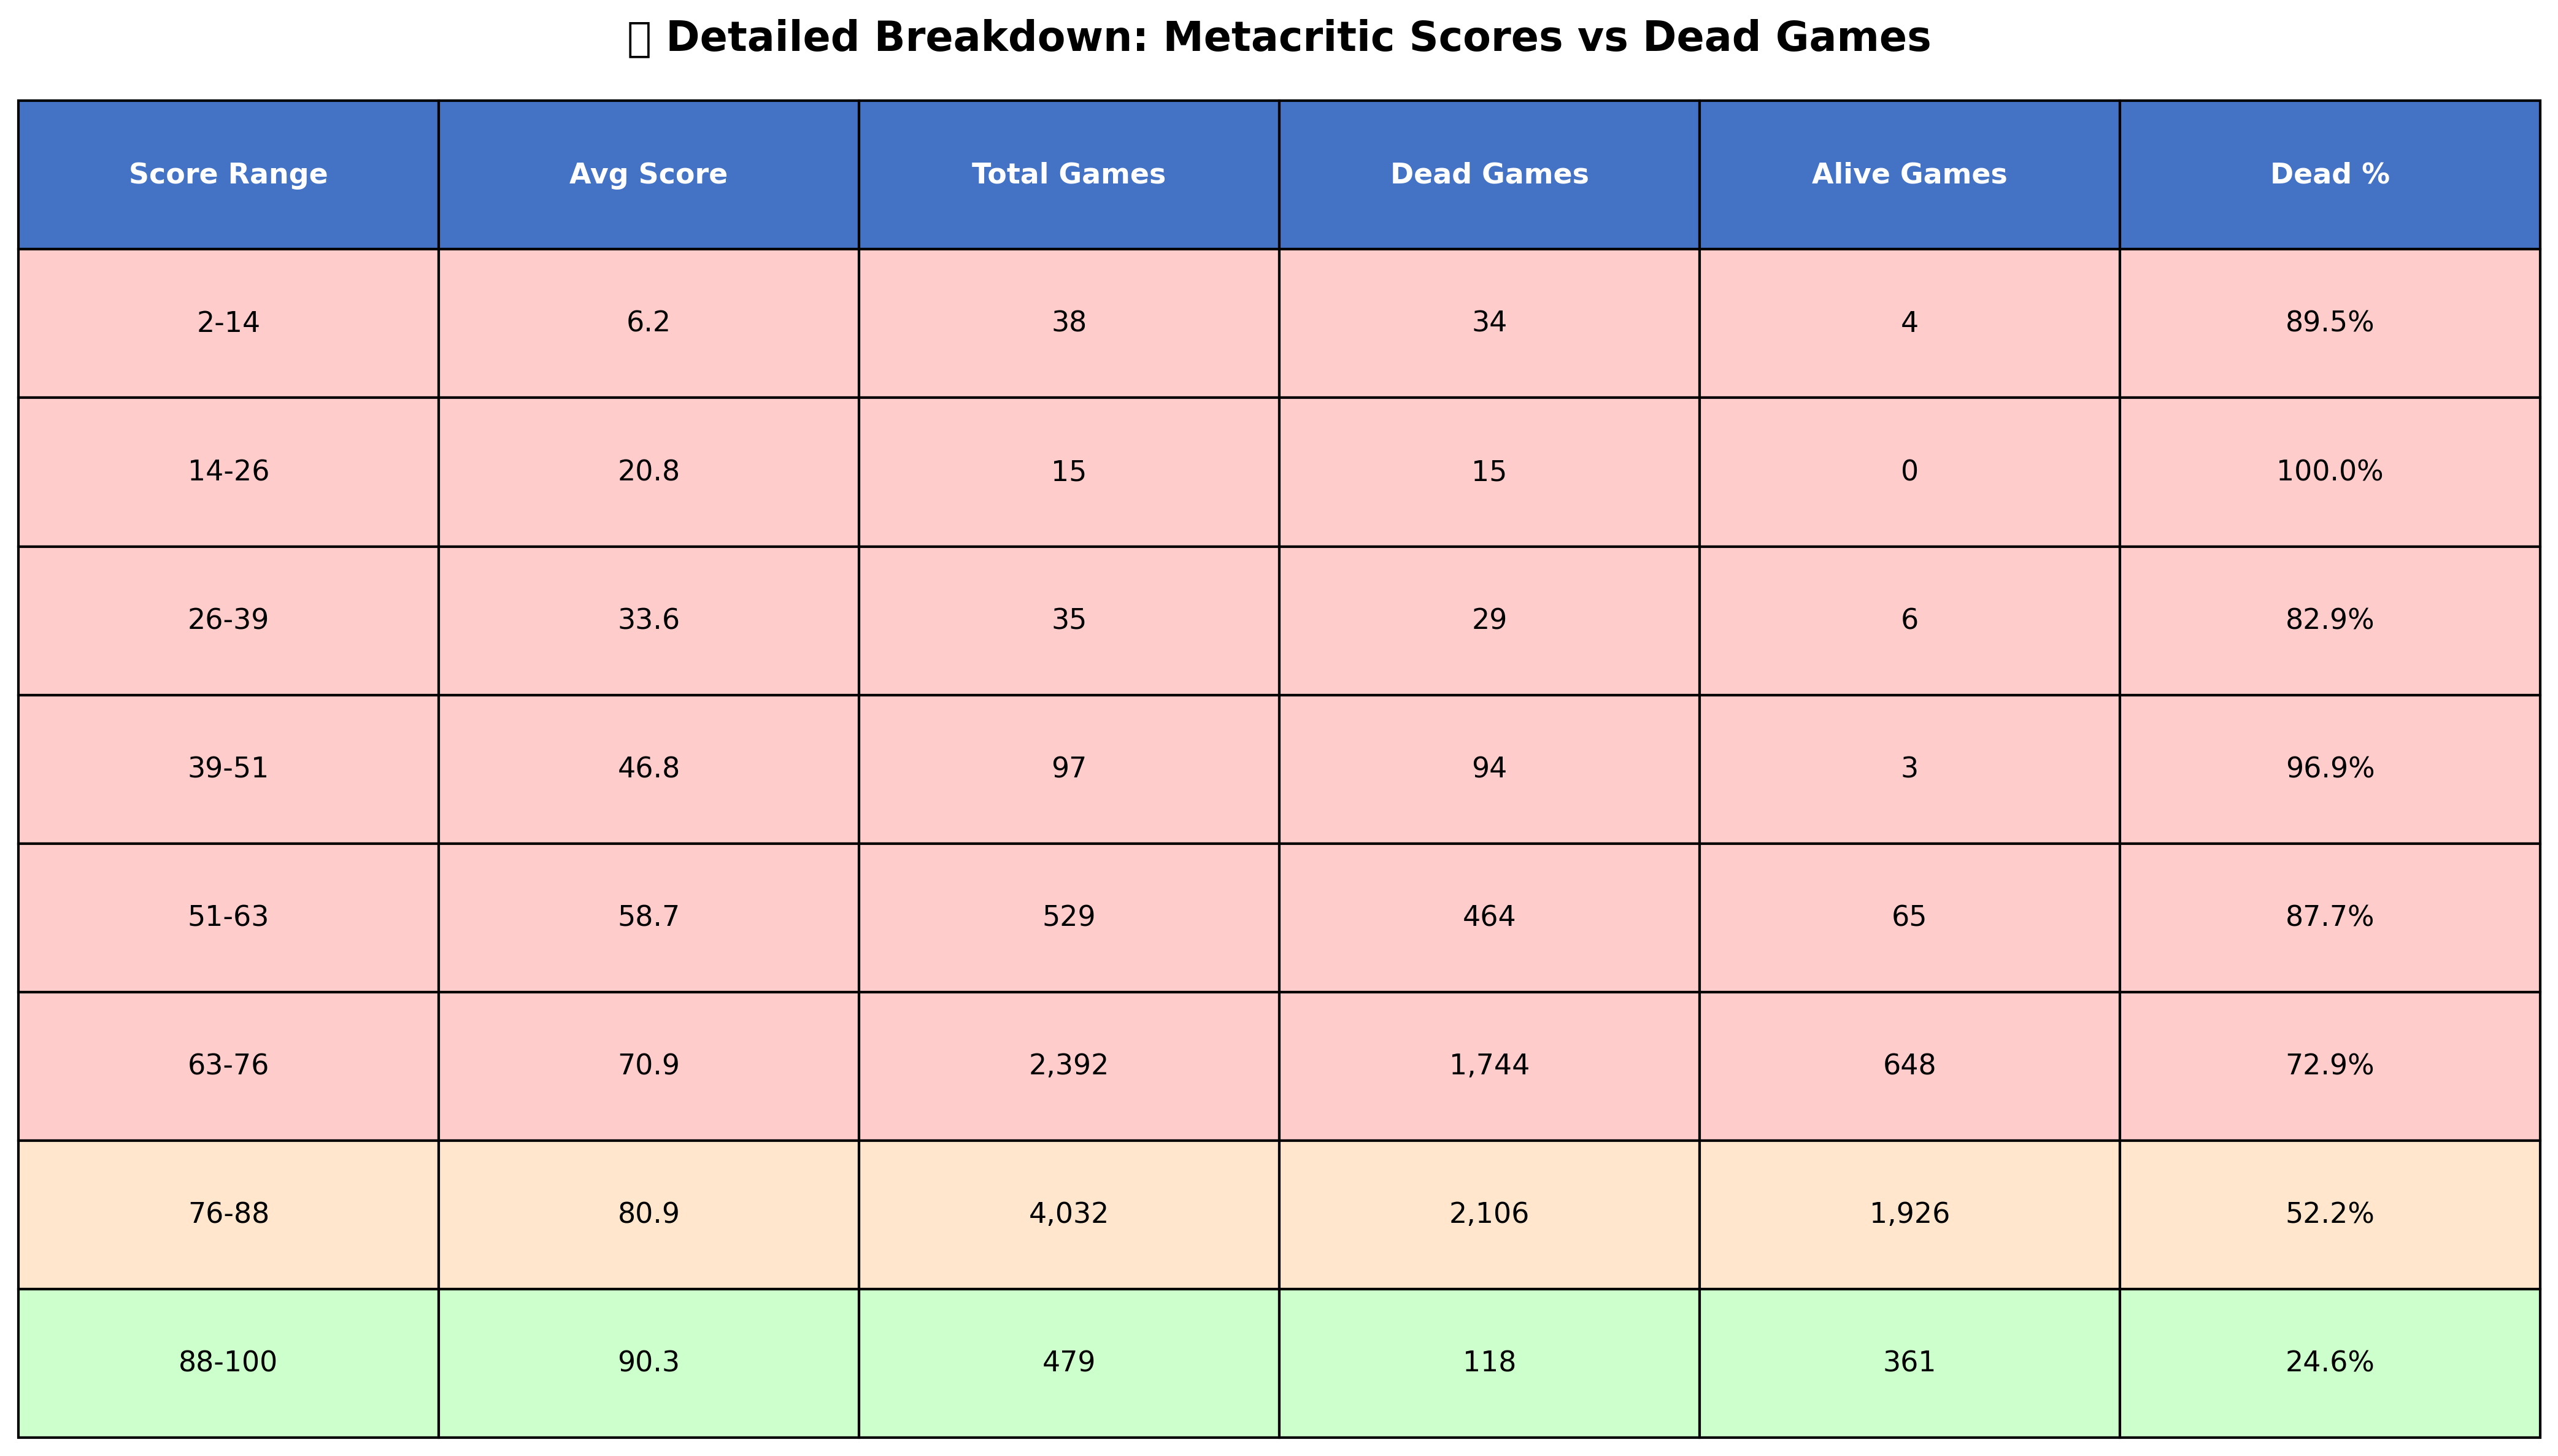 Detailed Breakdown: Metacritic Scores vs Dead Games
Score Range Avg Score Total Games Dead Games Alive Games Dead %
2-14 6.2 38 34 4 89.5%
14-26 20.8 15 15 0 100.0%
26-39 33.6 35 29 6 82.9%
39-51 46.8 97 94 3 96.9%
51-63 58.7 529 464 65 87.7%
63-76 70.9 2,392 1,744 648 72.9%
76-88 80.9 4,032 2,106 1,926 52.2%
88-100 90.3 479 118 361 24.6%